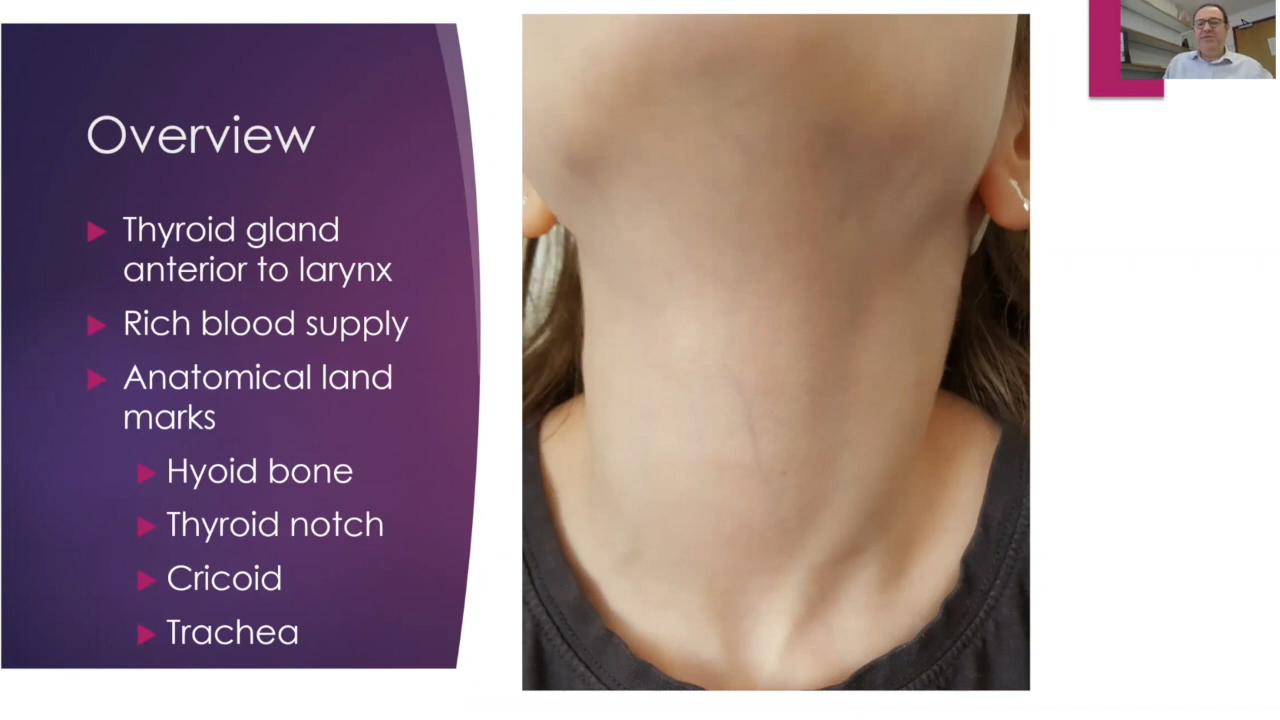 Overview
Thyroid gland
anterior to larynx
Rich blood supply
Anatomical land
marks
Hyoid bone
Thyroid notch
Cricoid
Trachea